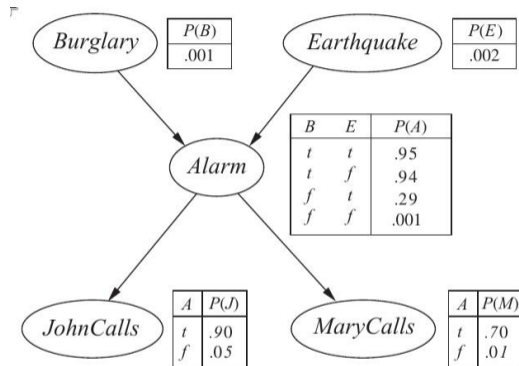 Burglary
P(B)
.001
Earthquake
P(E)
.002
Alarm
B E P(A)
t t .95
t f .94
f t .29
f f .001
JohnCalls
A P(J)
t .90
f .05
MaryCalls
A P(M)
t .70
f .01